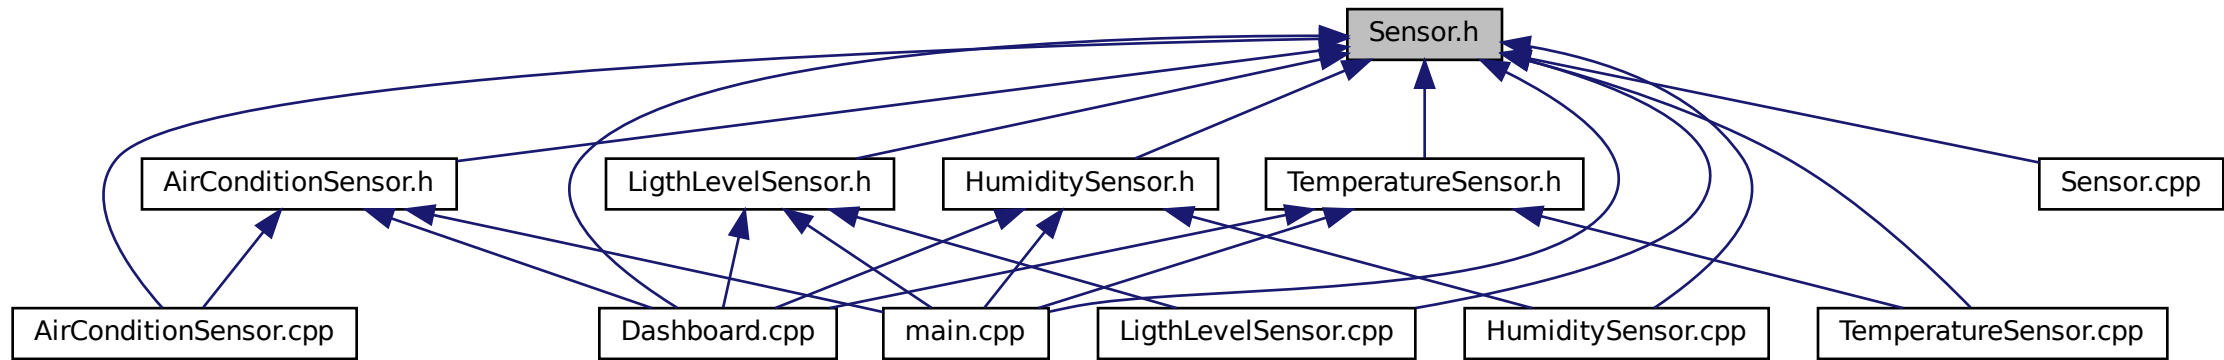 Sensor.h
AirConditionSensor.h
LigthLevelSensor.h
HumiditySensor.h
TemperatureSensor.h
Sensor.cpp
AirConditionSensor.cpp
Dashboard.cpp
main.cpp
LigthLevelSensor.cpp
HumiditySensor.cpp
TemperatureSensor.cpp